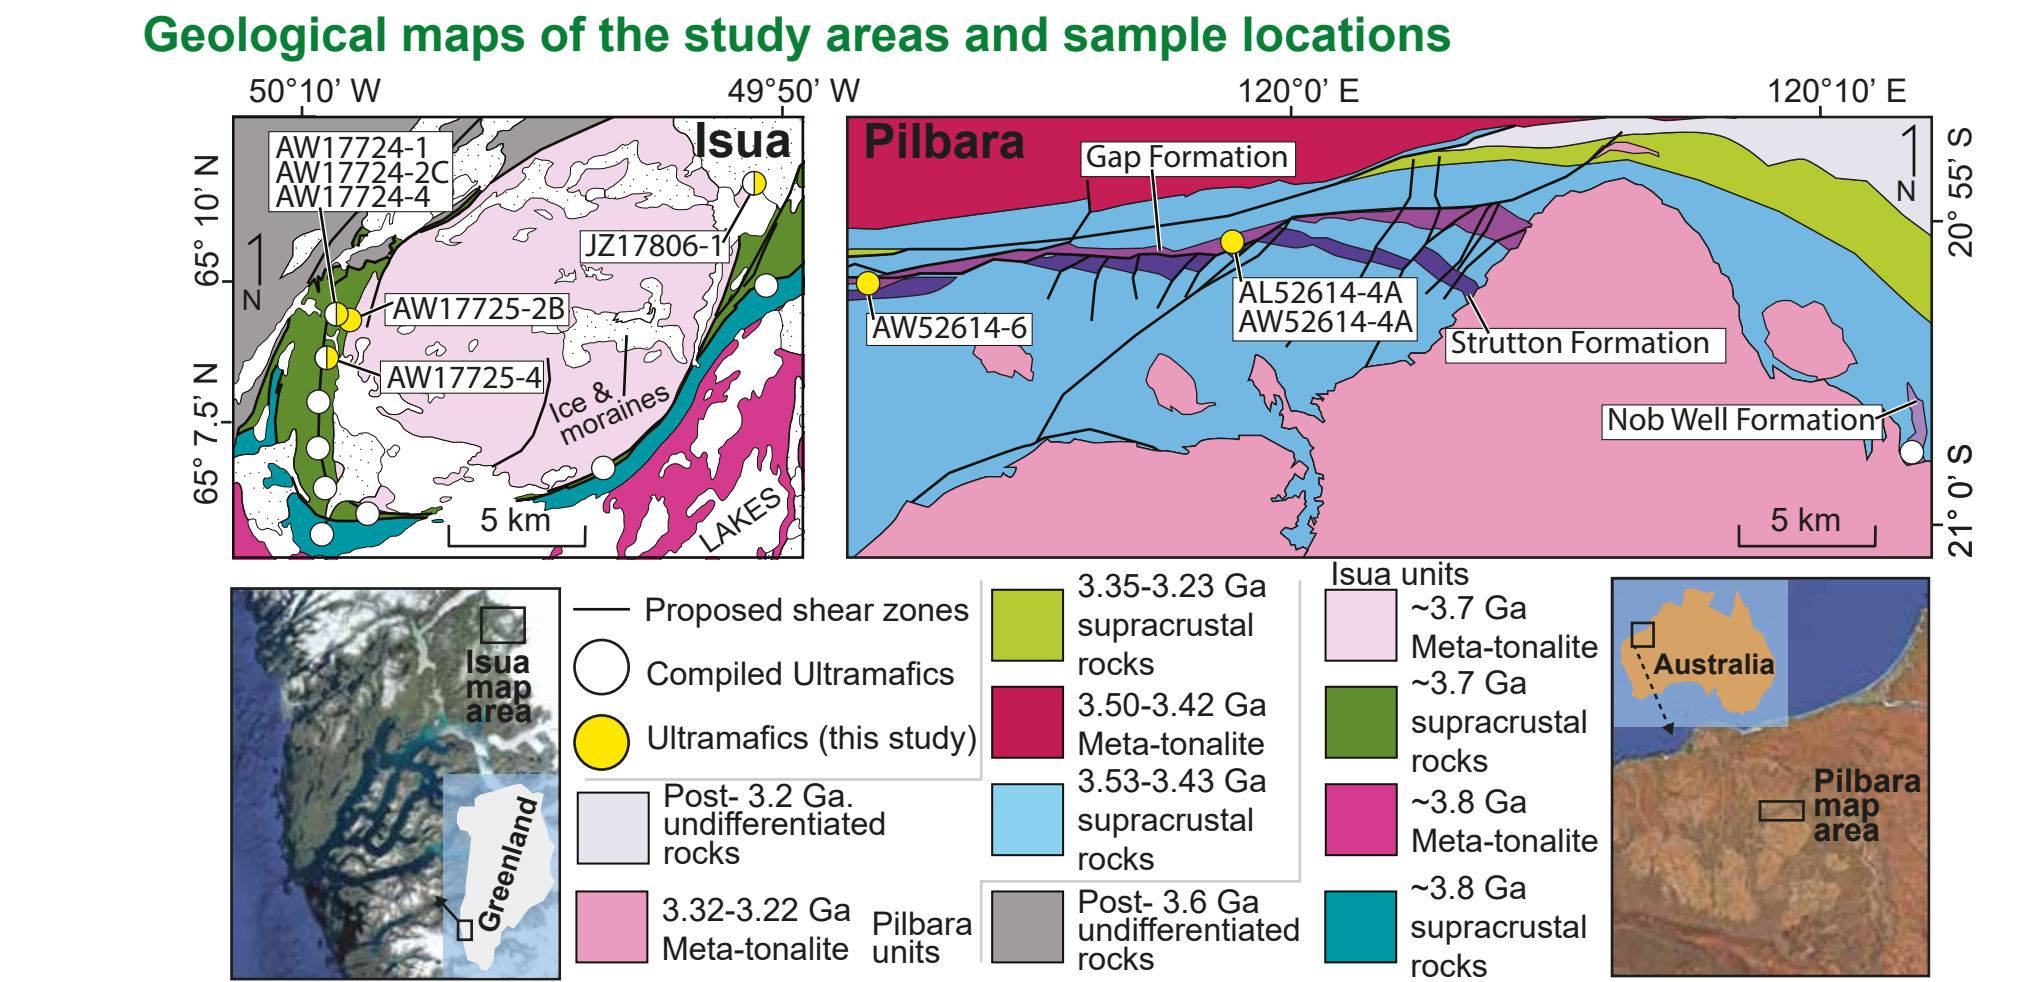 Geological maps of the study areas and sample locations
50°10' W
49°50' W
120°0' E
120°10' E
65° 10' N
65° 7.5' N
Isua
AW17724-1
AW17724-2C
AW17724-4
JZ17806-1
N
AW17725-2B
AW17725-4
Ice &
moraines
5 km
LAKES
Pilbara
Gap Formation
N
20° 55' S
21° 0' S
AW52614-6
AL52614-4A
AW52614-4A
Strutton Formation
Nob Well Formation
5 km
Isua
map
area
Greenland
Proposed shear zones
Compiled Ultramafics
Ultramafics (this study)
Post- 3.2 Ga.
undifferentiated
rocks
3.32-3.22 Ga
Meta-tonalite
Pilbara
units
3.35-3.23 Ga
supracrustal
rocks
3.50-3.42 Ga
Meta-tonalite
3.53-3.43 Ga
supracrustal
rocks
Post- 3.6 Ga
undifferentiated
rocks
Isua units
~3.7 Ga
Meta-tonalite
~3.7 Ga
supracrustal
rocks
~3.8 Ga
Meta-tonalite
~3.8 Ga
supracrustal
rocks
Australia
Pilbara
map
area